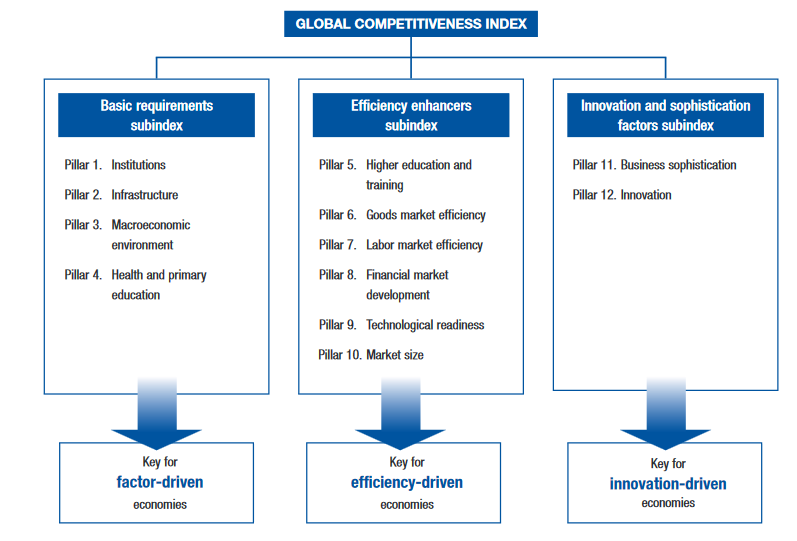 GLOBAL COMPETITIVENESS INDEX
Basic requirements
subindex
Pillar 1. Institutions
Pillar 2. Infrastructure
Pillar 3. Macroeconomic
environment
Pillar 4. Health and primary
education
Key for
factor-driven
economies
Efficiency enhancers
subindex
Pillar 5. Higher education and
training
Pillar 6. Goods market efficiency
Pillar 7. Labor market efficiency
Pillar 8. Financial market
development
Pillar 9. Technological readiness
Pillar 10. Market size
Key for
efficiency-driven
economies
Innovation and sophistication
factors subindex
Pillar 11. Business sophistication
Pillar 12. Innovation
Key for
innovation-driven
economies